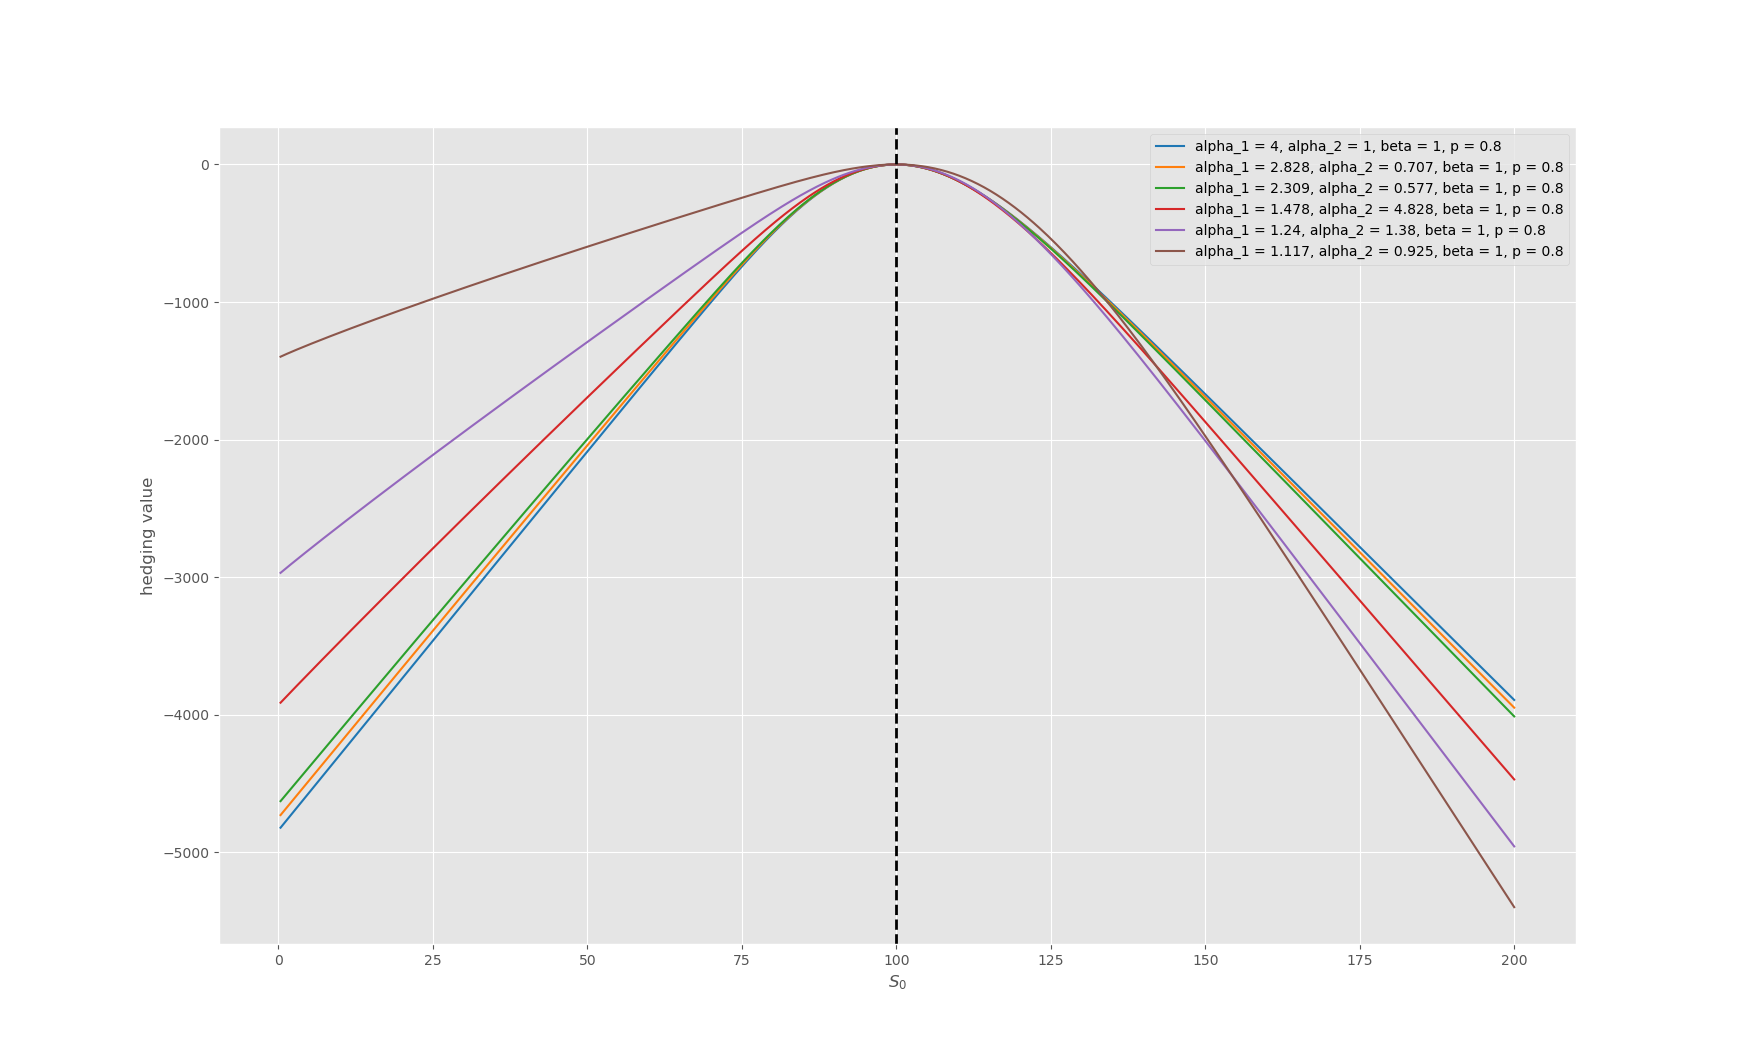 alpha_1 = 4, alpha_2 = 1, beta = 1, p = 0.8
alpha_1 = 2.828, alpha_2 = 0.707, beta = 1, p = 0.8
alpha_1 = 2.309, alpha_2 = 0.577, beta = 1, p = 0.8
alpha_1 = 1.478, alpha_2 = 4.828, beta = 1, p = 0.8
alpha_1 = 1.24, alpha_2 = 1.38, beta = 1, p = 0.8
alpha_1 = 1.117, alpha_2 = 0.925, beta = 1, p = 0.8
0
−1000
−2000
−3000
−4000
−5000
hedging value
0 25 50 75 100 125 150 175 200
S_0